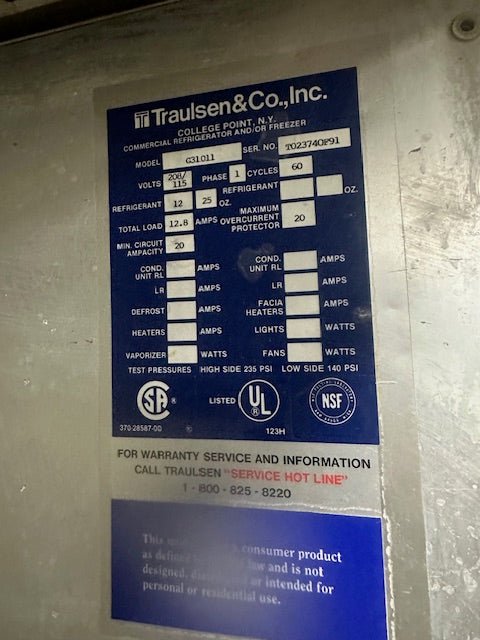 Traulsen & Co., Inc.
COLLEGE POINT, N.Y.
COMMERCIAL REFRIGERATOR AND/OR FREEZER
MODEL G31011 SER. NO. T023740F91
VOLTS 208/115 PHASE 1 CYCLES 60
REFRIGERANT 12 25 OZ. REFRIGERANT OZ.
TOTAL LOAD 12.8 AMPS MAXIMUM OVERCURRENT PROTECTOR 20
MIN. CIRCUIT AMPACITY 20
COND. UNIT RL AMPS COND. UNIT RL AMPS
LR AMPS LR AMPS
DEFROST AMPS FACIA HEATERS AMPS
HEATERS AMPS LIGHTS WATTS
VAPORIZER WATTS FANS WATTS
TEST PRESSURES HIGH SIDE 235 PSI LOW SIDE 140 PSI
SA ® LISTED UL ® NSF
370-28587-00 ® 123H
FOR WARRANTY SERVICE AND INFORMATION
CALL TRAULSEN "SERVICE HOT LINE"
1 - 800 - 825 - 8220
This consumer product
as defined law and is not
designed, or intended for
personal or residential use.